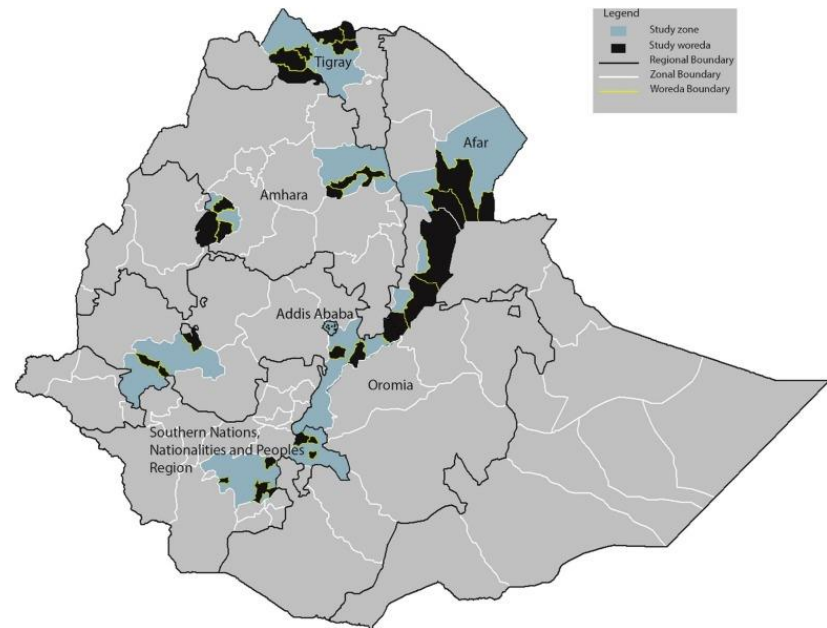 Legend
Study zone
Study woreda
Regional Boundary
Zonal Boundary
Woreda Boundary
Tigray
Afar
Amhara
Addis Ababa
Oromia
Southern Nations,
Nationalities and Peoples
Region